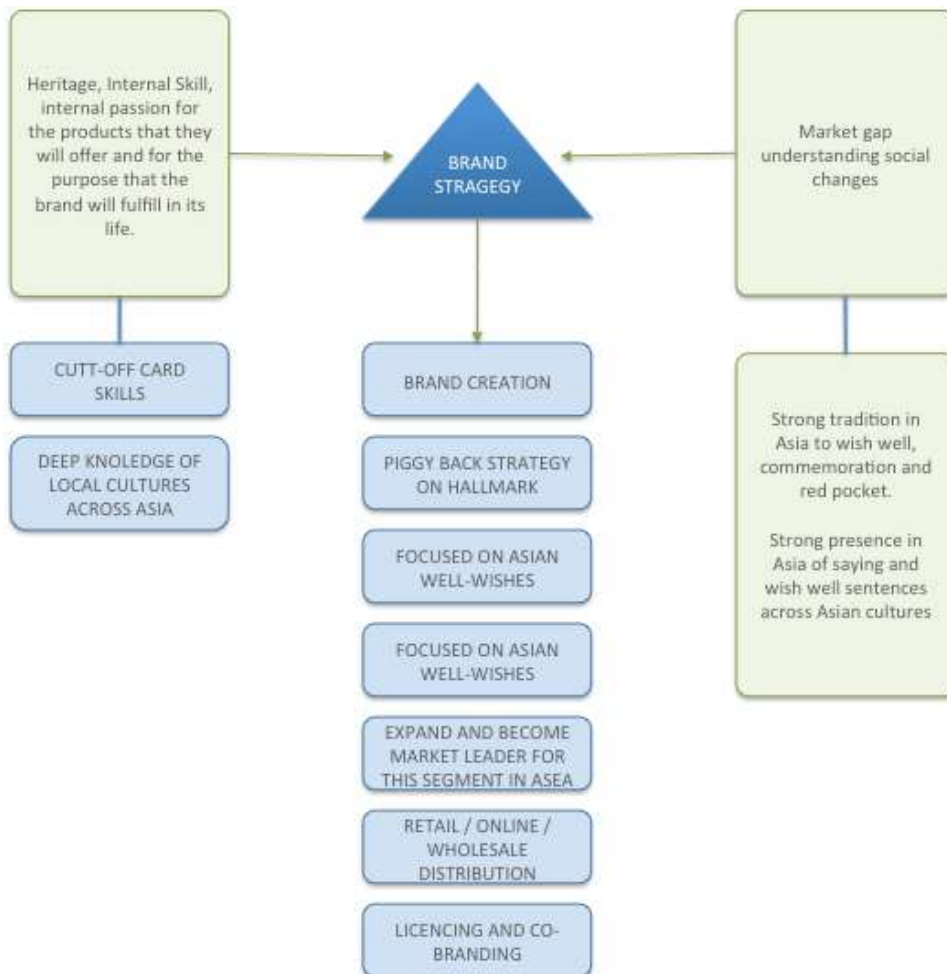 Heritage, Internal Skill,
internal passion for
the products that they
will offer and for the
purpose that the
brand will fulfill in its
life.
CUTT-OFF CARD
SKILLS
DEEP KNOLEDGE OF
LOCAL CULTURES
ACROSS ASIA
BRAND
STRAGEGY
BRAND CREATION
PIGGY BACK STRATEGY
ON HALLMARK
FOCUSED ON ASIAN
WELL-WISHES
FOCUSED ON ASIAN
WELL-WISHES
EXPAND AND BECOME
MARKET LEADER FOR
THIS SEGMENT IN ASEA
RETAIL / ONLINE /
WHOLESALE
DISTRIBUTION
LICENCING AND CO-
BRANDING
Market gap
understanding social
changes
Strong tradition in
Asia to wish well,
commemoration and
red pocket.
Strong presence in
Asia of saying and
wish well sentences
across Asian cultures